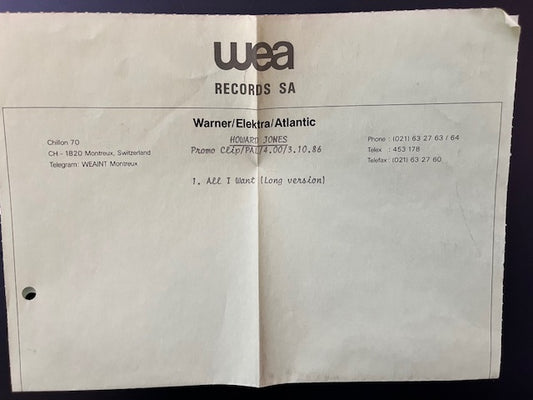 wea
RECORDS SA
Warner/Elektra/Atlantic
HOWARD JONES
Promo Clip/PAL/4.00/3.10.86
Chillon 70
CH - 1820 Montreux, Switzerland
Telegram: WEAINT Montreux
Phone : (021) 63 27 63 / 64
Telex : 453 178
Telefax : (021) 63 27 60
1. All I Want (Long version)